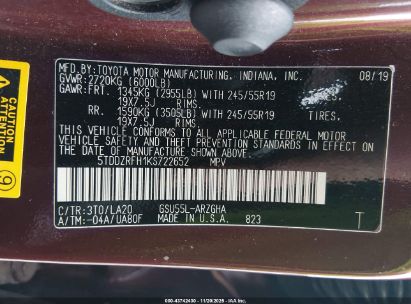 MFD. BY: TOYOTA MOTOR MANUFACTURING, INDIANA, INC. 08/19
GVWR: 2720KG (6000LB)
GAWR: FRT. 1345KG (2955LB) WITH 245/55R19
19X7.5J RIMS.
RR. 1590KG (3505LB) WITH 245/55R19 TIRES,
19X7.5J RIMS
THIS VEHICLE CONFORMS TO ALL APPLICABLE FEDERAL MOTOR
VEHICLE SAFETY, BUMPER, AND THEFT PREVENTION STANDARDS IN
EFFECT ON THE DATE OF MANUFACTURE SHOWN ABOVE.
5TDDZRFH1KS722652 MPV
C/TR: 3T0/LA20 GSU55L-ARZGHA
A/TM: -04A/UA80F MADE IN U.S.A. 823 T
9